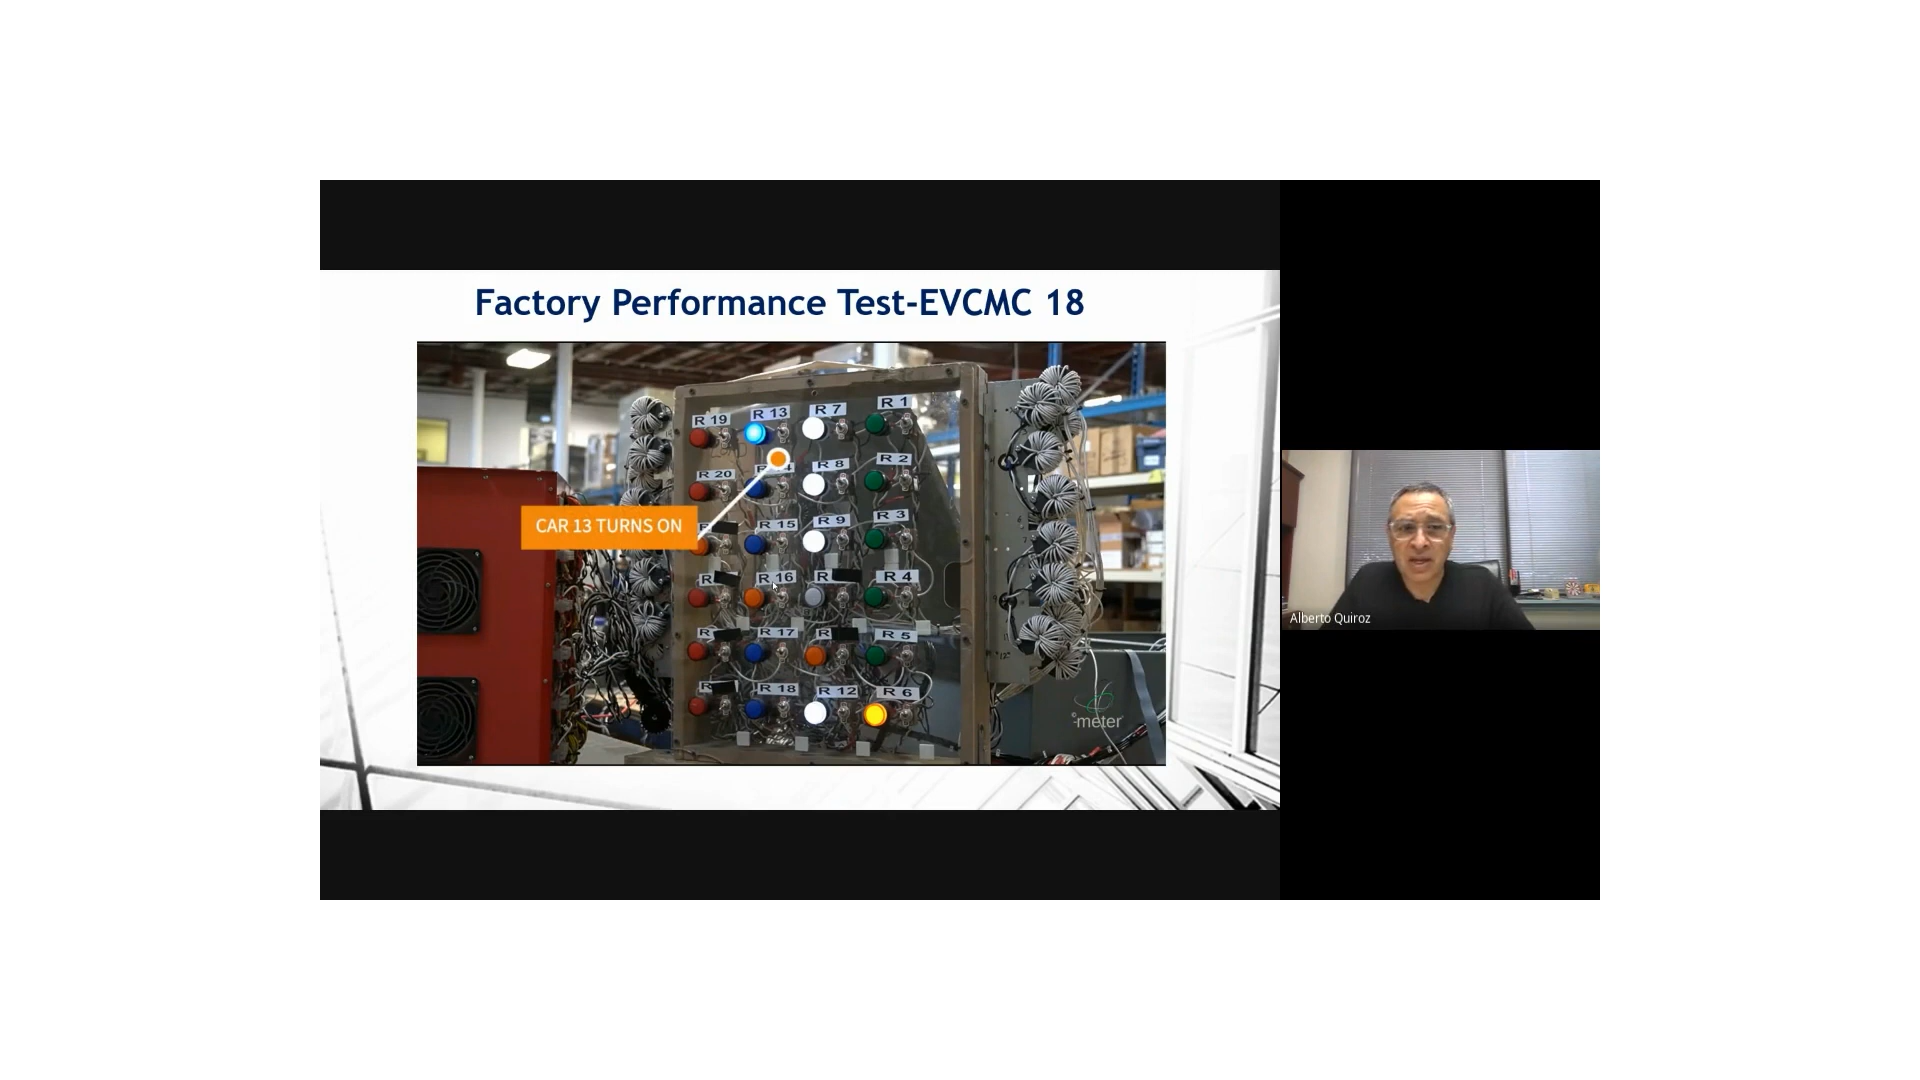 Factory Performance Test-EVCMC 18
R 19
R 13
R 7
R 1
R 20
R 8
R 2
CAR 13 TURNS ON
R 15
R 9
R 3
R
R 16
R
R 4
R
R 17
R
R 5
R
R 18
R 12
R 6
meter
Alberto Quiroz